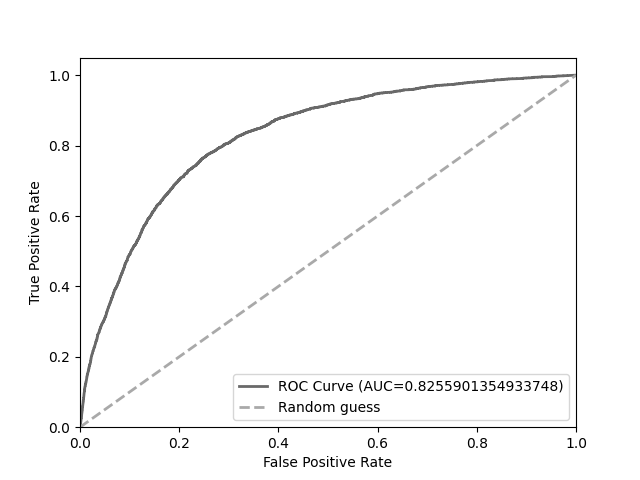 1.0
0.8
0.6
0.4
0.2
0.0
True Positive Rate
ROC Curve (AUC=0.8255901354933748)
Random guess
0.0 0.2 0.4 0.6 0.8 1.0
False Positive Rate